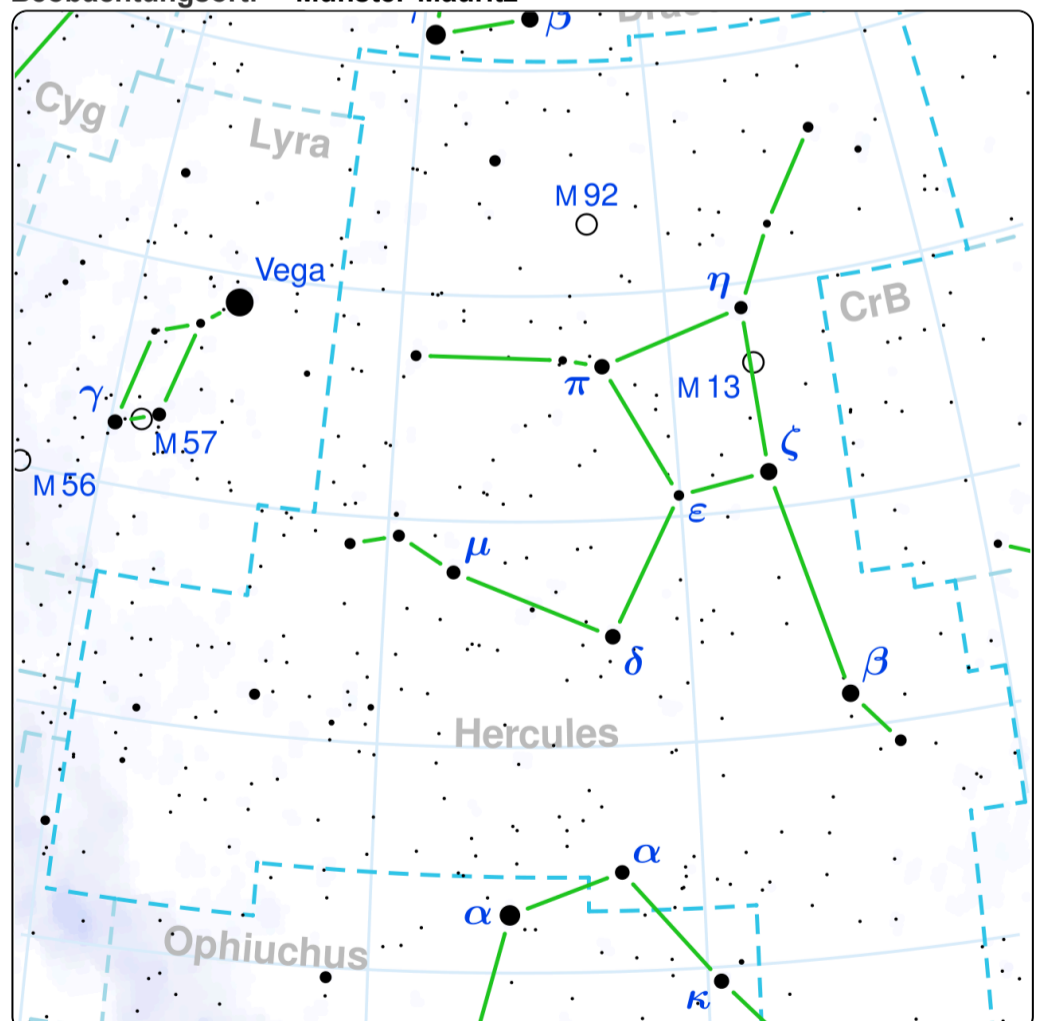 β
Cyg
Lyra
M 92
Vega
η
CrB
π
M 13
γ
M 57
ζ
M 56
ε
μ
δ
β
Hercules
α
α
Ophiuchus
κ